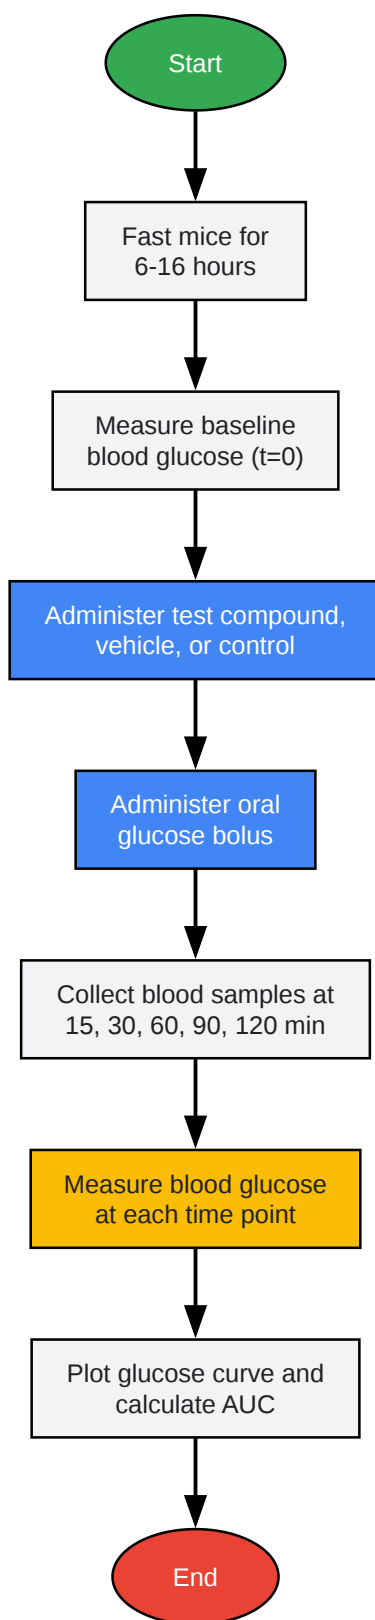 Start
Fast mice for
6-16 hours
Measure baseline
blood glucose (t=0)
Administer test compound,
vehicle, or control
Administer oral
glucose bolus
Collect blood samples at
15, 30, 60, 90, 120 min
Measure blood glucose
at each time point
Plot glucose curve and
calculate AUC
End